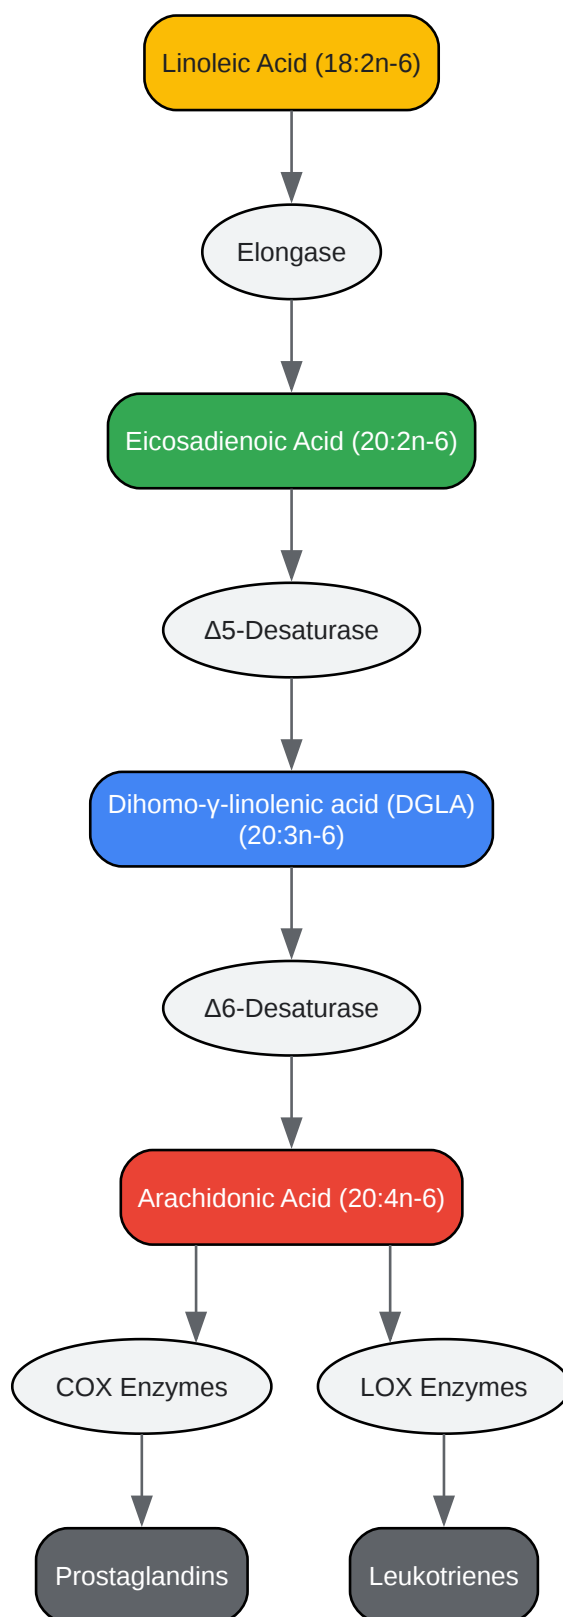 Linoleic Acid (18:2n-6)
Elongase
Eicosadienoic Acid (20:2n-6)
Δ5-Desaturase
Dihomo-γ-linolenic acid (DGLA)
(20:3n-6)
Δ6-Desaturase
Arachidonic Acid (20:4n-6)
COX Enzymes
LOX Enzymes
Prostaglandins
Leukotrienes